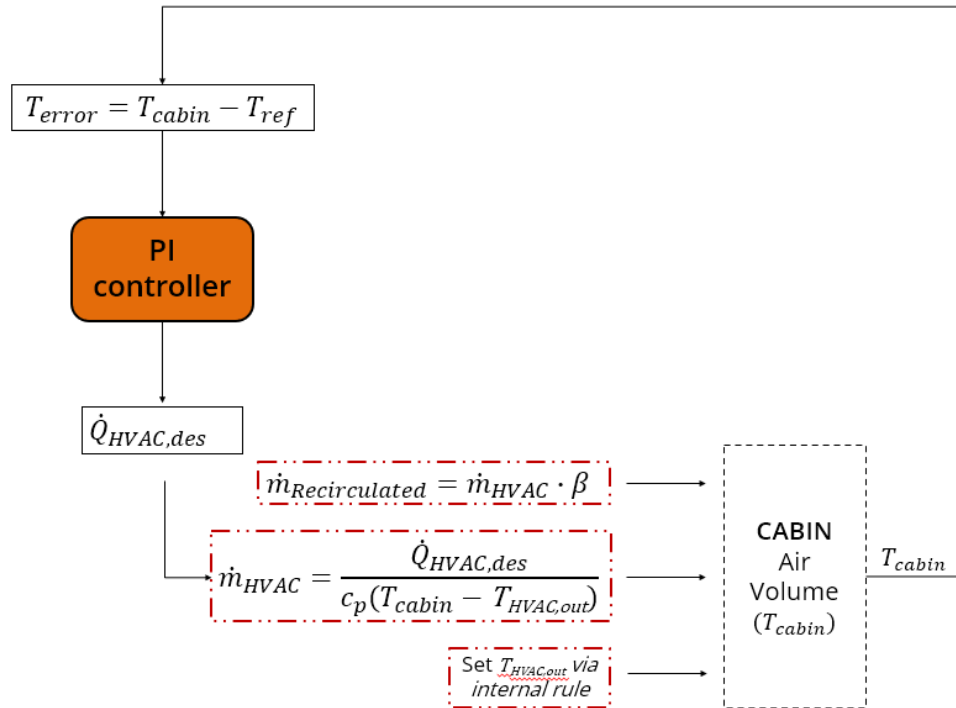 T_error = T_cabin − T_ref
PI
controller
Q̇_HVAC,des
ṁ_Recirculated = ṁ_HVAC · β
ṁ_HVAC = Q̇_HVAC,des / c_p(T_cabin − T_HVAC,out)
Set T_HVAC,out via
internal rule
CABIN
Air
Volume
(T_cabin)
T_cabin